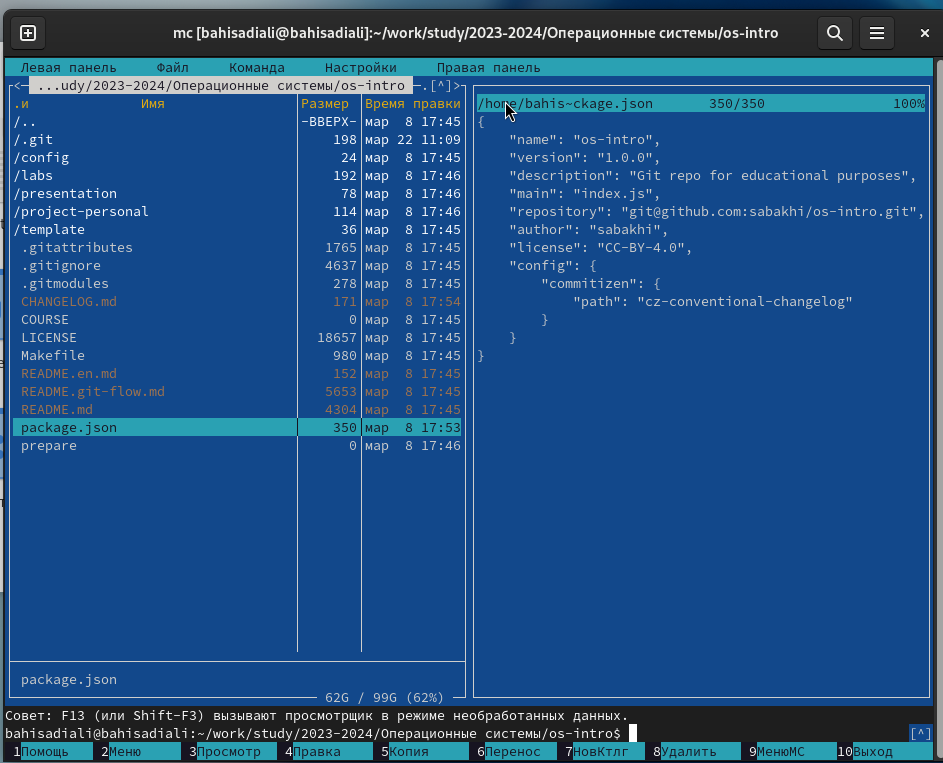 mc [bahisadiali@bahisadiali]:~/work/study/2023-2024/Операционные системы/os-intro
Левая панель Файл Команда Настройки Правая панель
<— ...udy/2023-2024/Операционные системы/os-intro —.[^]>
.и Имя Размер Время правки
/.. -ВВЕРХ- мар 8 17:45
/.git 198 мар 22 11:09
/config 24 мар 8 17:45
/labs 192 мар 8 17:46
/presentation 78 мар 8 17:46
/project-personal 114 мар 8 17:46
/template 36 мар 8 17:45
.gitattributes 1765 мар 8 17:45
.gitignore 4637 мар 8 17:45
.gitmodules 278 мар 8 17:45
CHANGELOG.md 171 мар 8 17:54
COURSE 0 мар 8 17:45
LICENSE 18657 мар 8 17:45
Makefile 980 мар 8 17:45
README.en.md 152 мар 8 17:45
README.git-flow.md 5653 мар 8 17:45
README.md 4304 мар 8 17:45
package.json 350 мар 8 17:53
prepare 0 мар 8 17:46
package.json
62G / 99G (62%)
/home/bahis~ckage.json 350/350 100%
{
"name": "os-intro",
"version": "1.0.0",
"description": "Git repo for educational purposes",
"main": "index.js",
"repository": "git@github.com:sabakhi/os-intro.git",
"author": "sabakhi",
"license": "CC-BY-4.0",
"config": {
"commitizen": {
"path": "cz-conventional-changelog"
}
}
}
Совет: F13 (или Shift-F3) вызывают просмотрщик в режиме необработанных данных.
bahisadiali@bahisadiali:~/work/study/2023-2024/Операционные системы/os-intro$ [^]
1Помощь 2Меню 3Просмотр 4Правка 5Копия 6Перенос 7НовКтлг 8Удалить 9МенюМС 10Выход